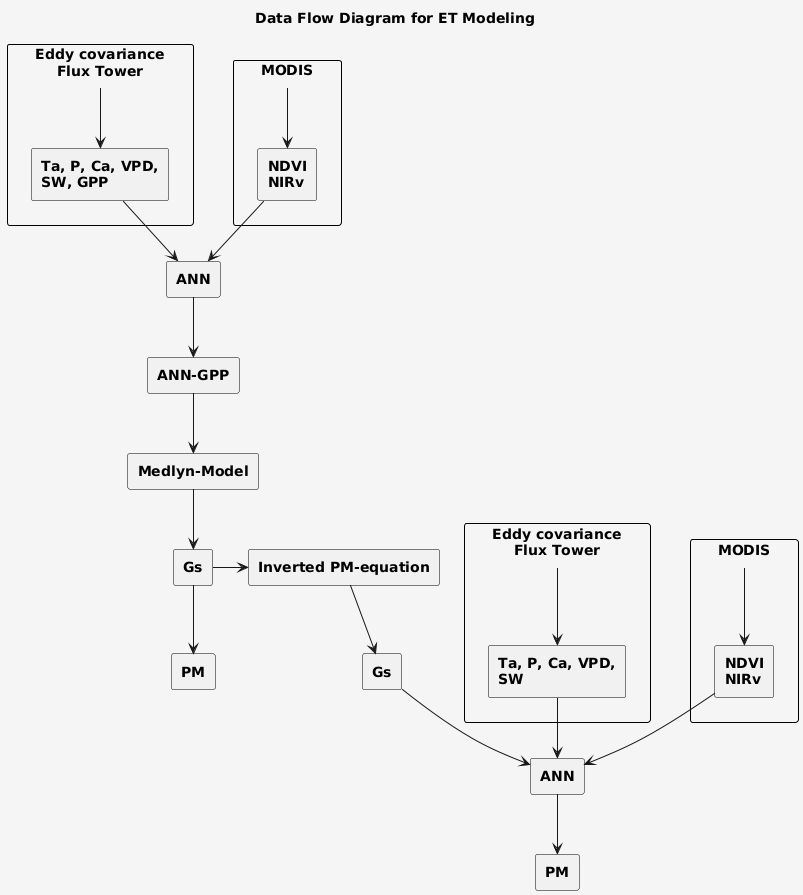 Data Flow Diagram for ET Modeling
Eddy covariance
Flux Tower
MODIS
Ta, P, Ca, VPD,
SW, GPP
NDVI
NIRv
ANN
ANN-GPP
Medlyn-Model
Gs
Inverted PM-equation
Eddy covariance
Flux Tower
MODIS
PM
Gs
Ta, P, Ca, VPD,
SW
NDVI
NIRv
ANN
PM